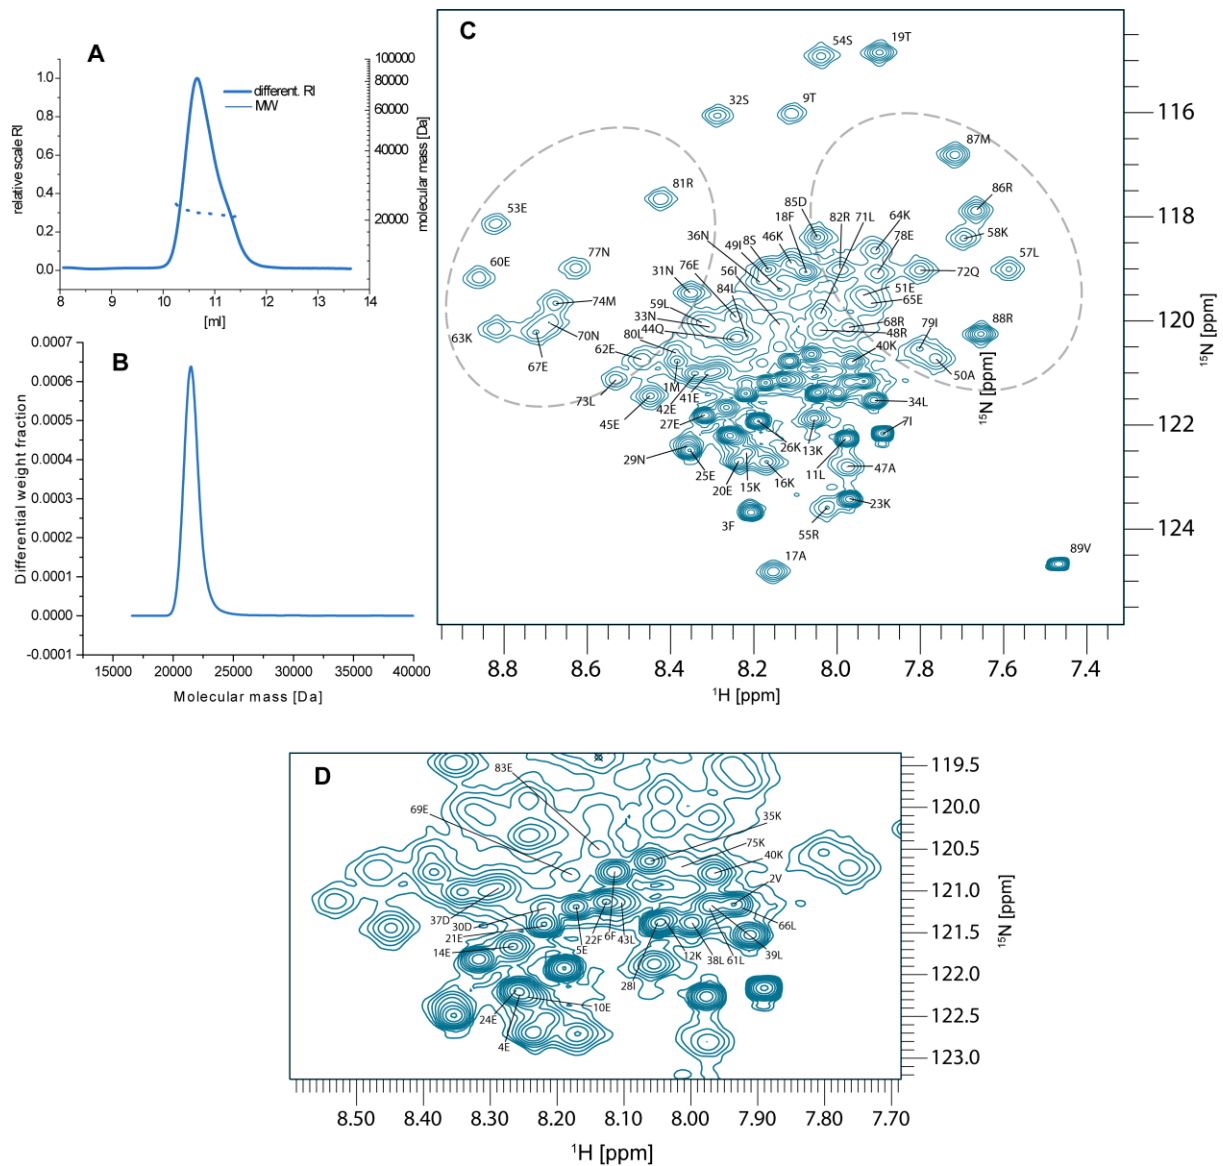 A
different. RI
MW
relative scale RI
1.0
0.8
0.6
0.4
0.2
0.0
8
9
10
11
12
13
14
[ml]
100000
80000
60000
40000
20000
molecular mass [Da]
B
Differential weight fraction
0.0007
0.0006
0.0005
0.0004
0.0003
0.0002
0.0001
0.0000
-0.0001
15000
20000
25000
30000
35000
40000
Molecular mass [Da]
C
54S
19T
32S
9T
87M
81R
86R
53E
85D
18F
82R
71L
64K
36N
8S
46K
78E
58K
49I
57L
77N
60E
76E
56I
72Q
31N
84L
51E
74M
59L
65E
33N
68R
79I
88R
63K
70N
44Q
48R
80L
67E
62E
40K
50A
73L
1M
41E
42E
34L
45E
27E
7I
26K
13K
29N
11L
47A
25E
20E
15K
16K
23K
3F
55R
17A
89V
116
118
120
122
124
¹⁵N [ppm]
¹⁵N [ppm]
8.8
8.6
8.4
8.2
8.0
7.8
7.6
7.4
¹H [ppm]
D
83E
69E
35K
75K
40K
2V
37D
30D
66L
21E
14E
5E
22F
6F
43L
12K
38L
61L
39L
28I
10E
24E
4E
119.5
120.0
120.5
121.0
121.5
122.0
122.5
123.0
¹⁵N [ppm]
8.50
8.40
8.30
8.20
8.10
8.00
7.90
7.80
7.70
¹H [ppm]